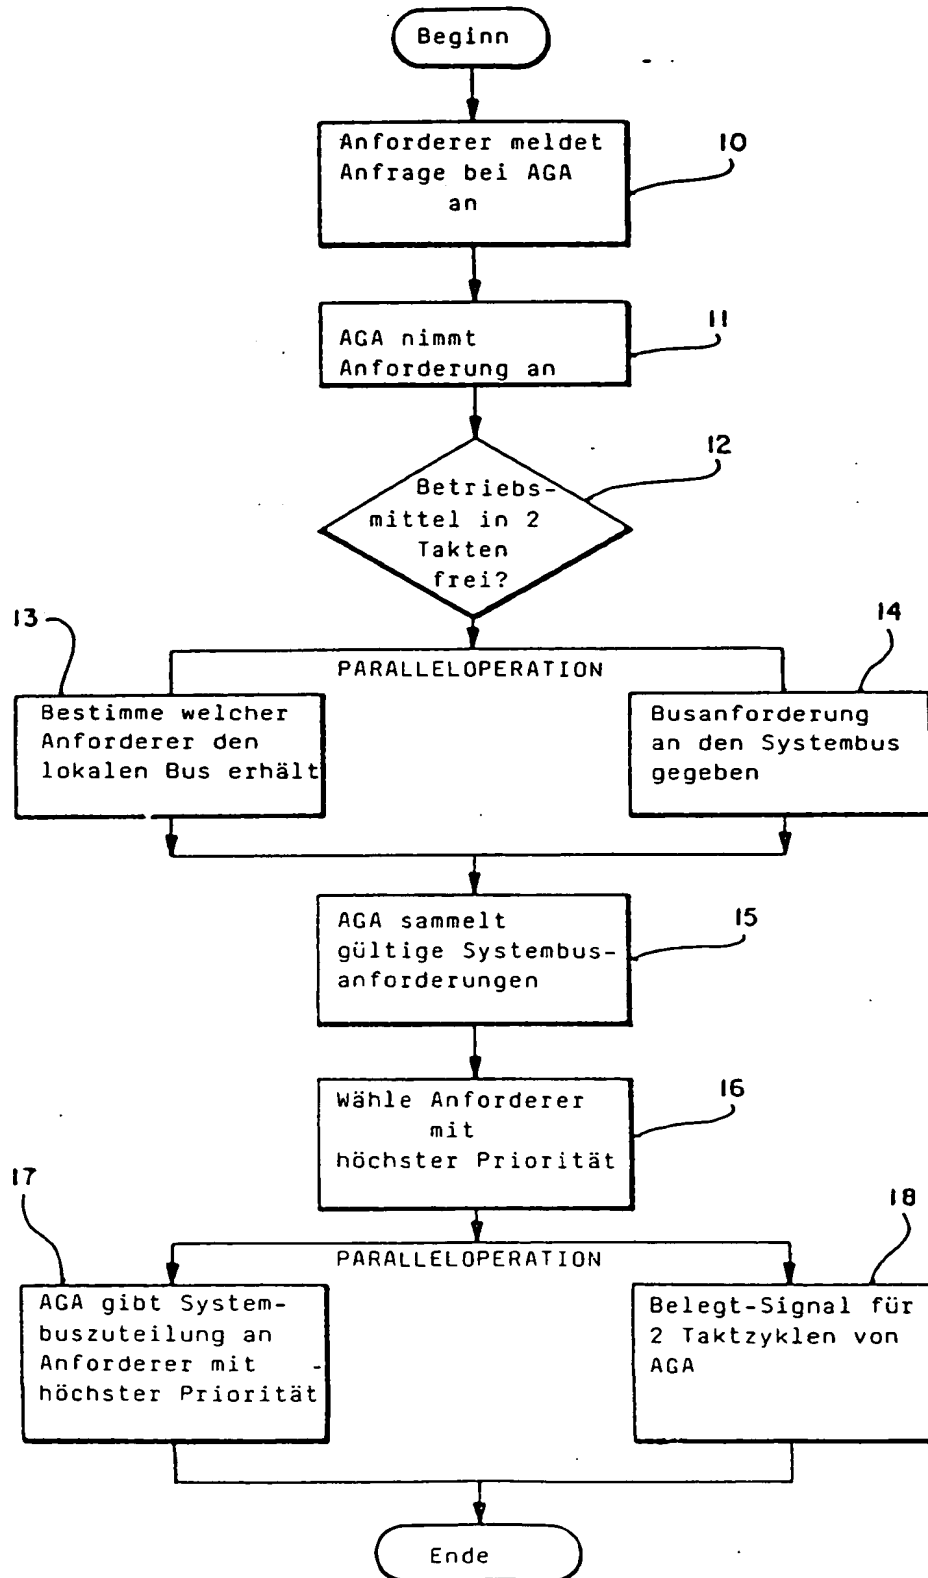 Beginn
Anforderer meldet
Anfrage bei AGA
an
10
AGA nimmt
Anforderung an
11
Betriebs-
mittel in 2
Takten
frei?
12
PARALLELOPERATION
13
Bestimme welcher
Anforderer den
lokalen Bus erhält
14
Busanforderung
an den Systembus
gegeben
AGA sammelt
gültige Systembus-
anforderungen
15
Wähle Anforderer
mit
höchster Priorität
16
PARALLELOPERATION
17
AGA gibt System-
buszuteilung an
Anforderer mit
höchster Priorität
18
Belegt-Signal für
2 Taktzyklen von
AGA
Ende